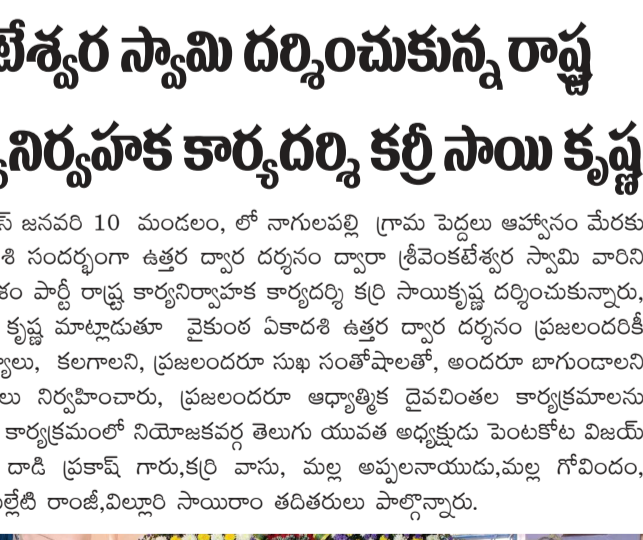 టేశ్వర స్వామి దర్శించుకున్న రాష్ట్ర
నిర్వహక కార్యదర్శి కర్రీ సాయి కృష్ణ
స్ జనవరి 10 మండలం, లో నాగులపల్లి గ్రామ పెద్దలు ఆహ్వానం మేరకు
శి సందర్భంగా ఉత్తర ద్వార దర్శనం ద్వారా శ్రీవెంకటేశ్వర స్వామి వారిని
శం పార్టీ రాష్ట్ర కార్యనిర్వాహక కార్యదర్శి కర్రి సాయికృష్ణ దర్శించుకున్నారు,
కృష్ణ మాట్లాడుతూ వైకుంఠ ఏకాదశి ఉత్తర ద్వార దర్శనం ప్రజలందరికీ
్యాలు, కలగాలని, ప్రజలందరూ సుఖ సంతోషాలతో, అందరూ బాగుండాలని
లు నిర్వహించారు, ప్రజలందరూ ఆధ్యాత్మిక దైవచింతల కార్యక్రమాలను
కార్యక్రమంలో నియోజకవర్గ తెలుగు యువత అధ్యక్షుడు పెంటకోట విజయ్
దాడి ప్రకాష్ గారు,కర్రి వాసు, మల్ల అప్పలనాయుడు,మల్ల గోవిందం,
ల్లేటి రాంజీ,విల్లూరి సాయిరాం తదితరులు పాల్గొన్నారు.